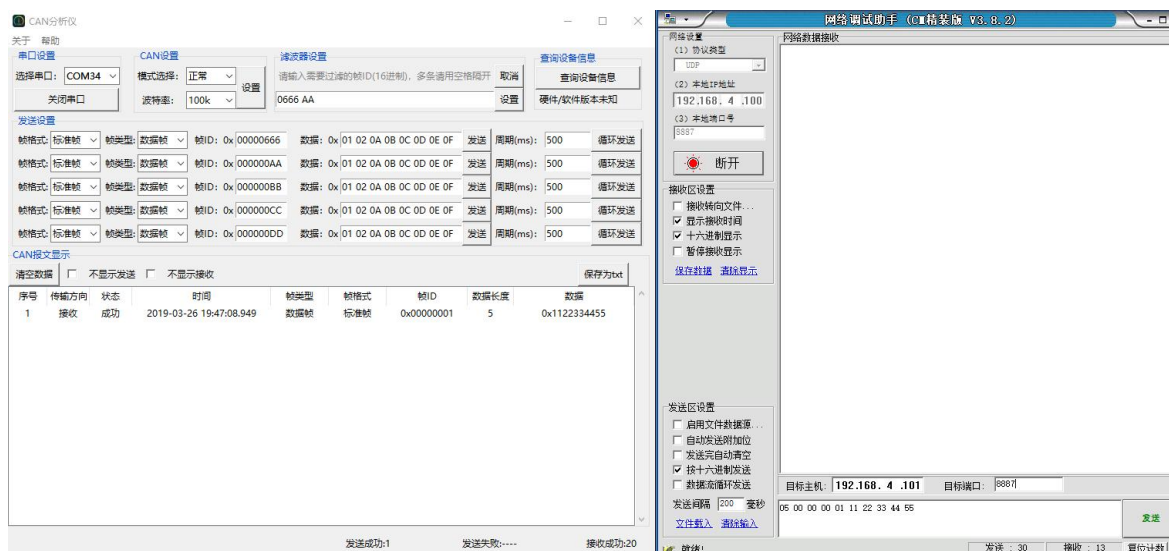 CAN分析仪
关于 帮助
串口设置 CAN设置 滤波器设置 查询设备信息
选择串口: COM34 模式选择: 正常 设置 请输入需要过滤的帧ID(16进制), 多条请用空格隔开 取消 查询设备信息
关闭串口 波特率: 100k 0666 AA 设置 硬件/软件版本未知
发送设置
帧格式: 标准帧 帧类型: 数据帧 帧ID: 0x 00000666 数据: 0x 01 02 0A 0B 0C 0D 0E 0F 发送 周期(ms): 500 循环发送
帧格式: 标准帧 帧类型: 数据帧 帧ID: 0x 000000AA 数据: 0x 01 02 0A 0B 0C 0D 0E 0F 发送 周期(ms): 500 循环发送
帧格式: 标准帧 帧类型: 数据帧 帧ID: 0x 000000BB 数据: 0x 01 02 0A 0B 0C 0D 0E 0F 发送 周期(ms): 500 循环发送
帧格式: 标准帧 帧类型: 数据帧 帧ID: 0x 000000CC 数据: 0x 01 02 0A 0B 0C 0D 0E 0F 发送 周期(ms): 500 循环发送
帧格式: 标准帧 帧类型: 数据帧 帧ID: 0x 000000DD 数据: 0x 01 02 0A 0B 0C 0D 0E 0F 发送 周期(ms): 500 循环发送
CAN报文显示
清空数据 不显示发送 不显示接收 保存为txt
序号 传输方向 状态 时间 帧类型 帧格式 帧ID 数据长度 数据
1 接收 成功 2019-03-26 19:47:08.949 数据帧 标准帧 0x00000001 5 0x1122334455
发送成功:1 发送失败:---- 接收成功:20
网络调试助手 (C精装版 V3.8.2)
网络设置 网络数据接收
(1) 协议类型
UDP
(2) 本地IP地址
192.168. 4 .100
(3) 本地端口号
8887
断开
接收区设置
接收转向文件...
显示接收时间
十六进制显示
暂停接收显示
保存数据 清除显示
发送区设置
启用文件数据源...
自动发送附加位
发送完自动清空
按十六进制发送
数据流循环发送
发送间隔 200 毫秒
文件载入 清除输入
目标主机: 192.168. 4 .101 目标端口: 8887
05 00 00 00 01 11 22 33 44 55
发送
就绪! 发送 : 30 接收 : 13 复位计数